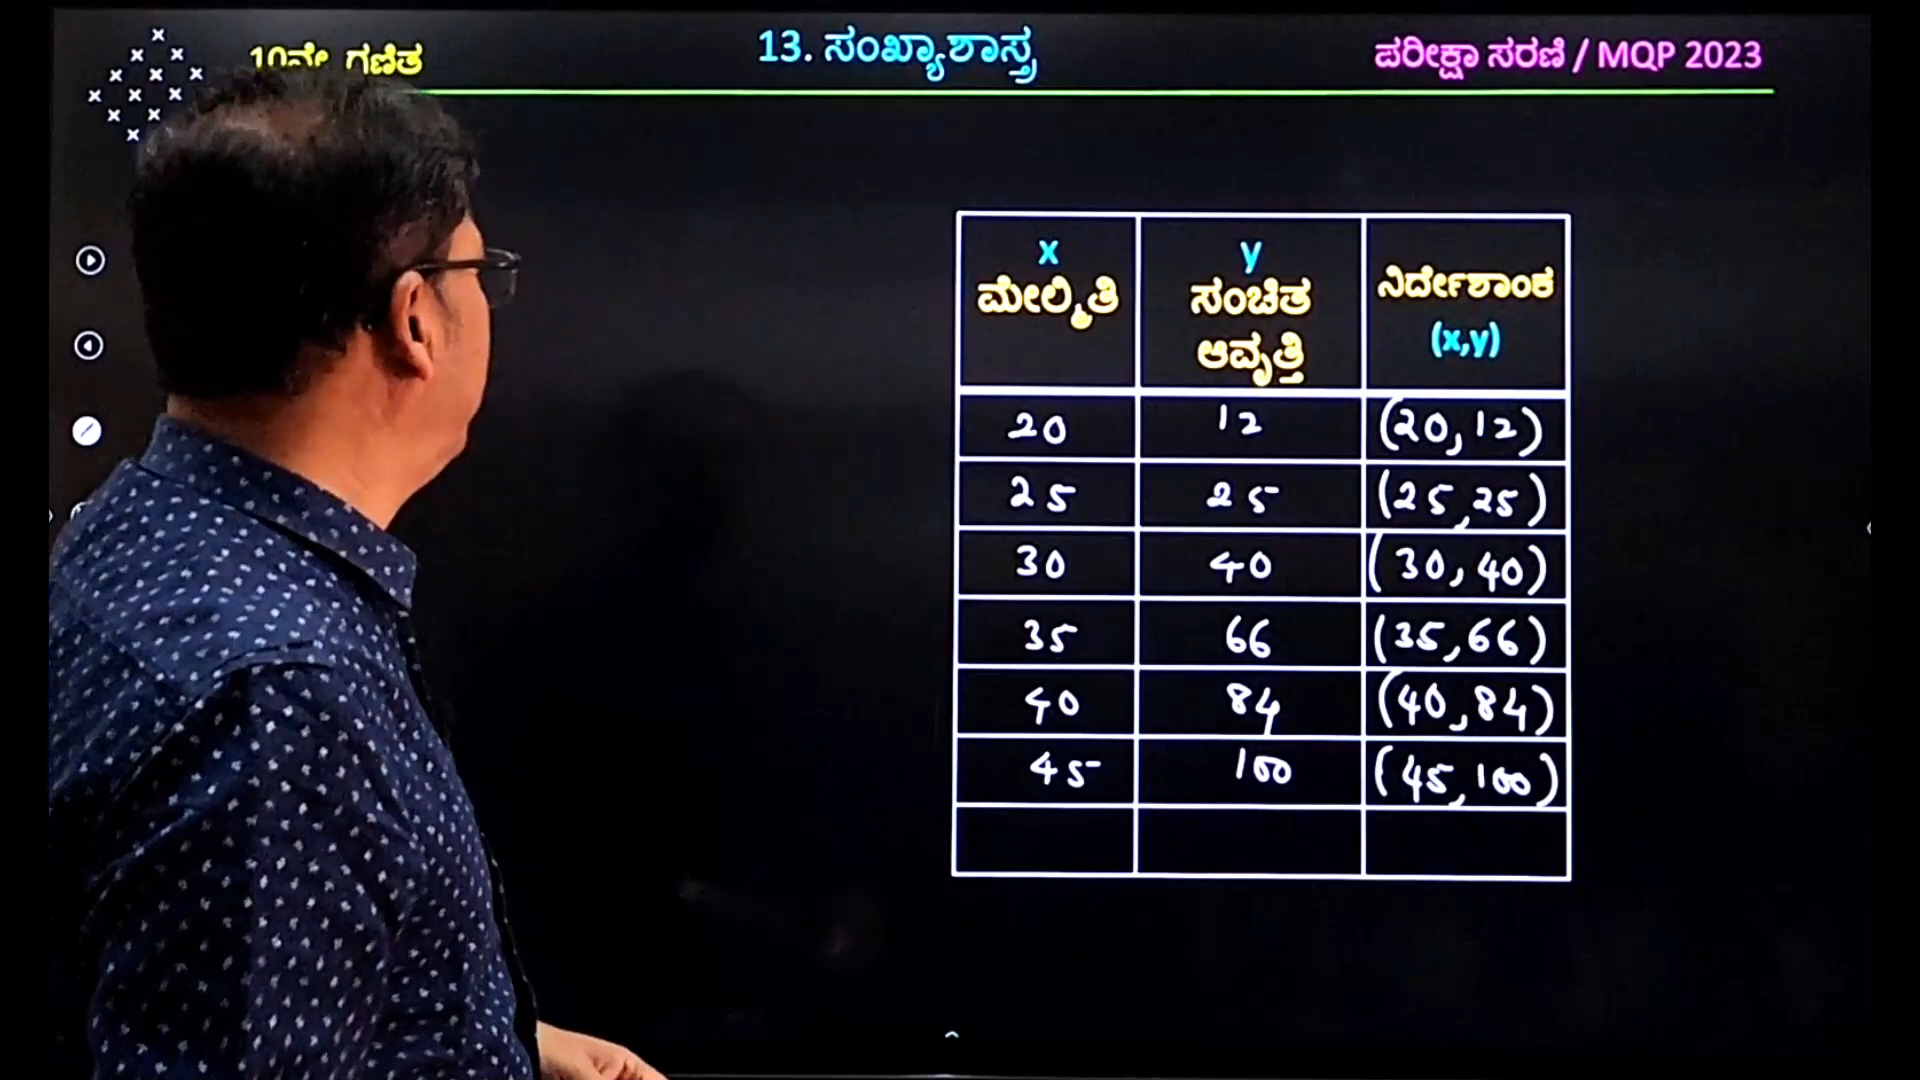 10ನೇ ಗಣಿತ
13. ಸಂಖ್ಯಾಶಾಸ್ತ್ರ
ಪರೀಕ್ಷಾ ಸರಣಿ / MQP 2023
x
ಮೇಲ್ಮಿತಿ
y
ಸಂಚಿತ
ಆವೃತ್ತಿ
ನಿರ್ದೇಶಾಂಕ
(x,y)
20 12 (20, 12)
25 25 (25, 25)
30 40 (30, 40)
35 66 (35, 66)
40 84 (40, 84)
45 100 (45, 100)